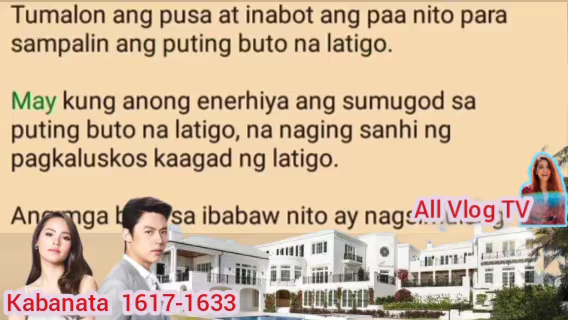 Tumalon ang pusa at inabot ang paa nito para
sampalin ang puting buto na latigo.
May kung anong enerhiya ang sumugod sa
puting buto na latigo, na naging sanhi ng
pagkaluskos kaagad ng latigo.
Ang mga sa ibabaw nito ay
All Vlog TV
Kabanata 1617-1633